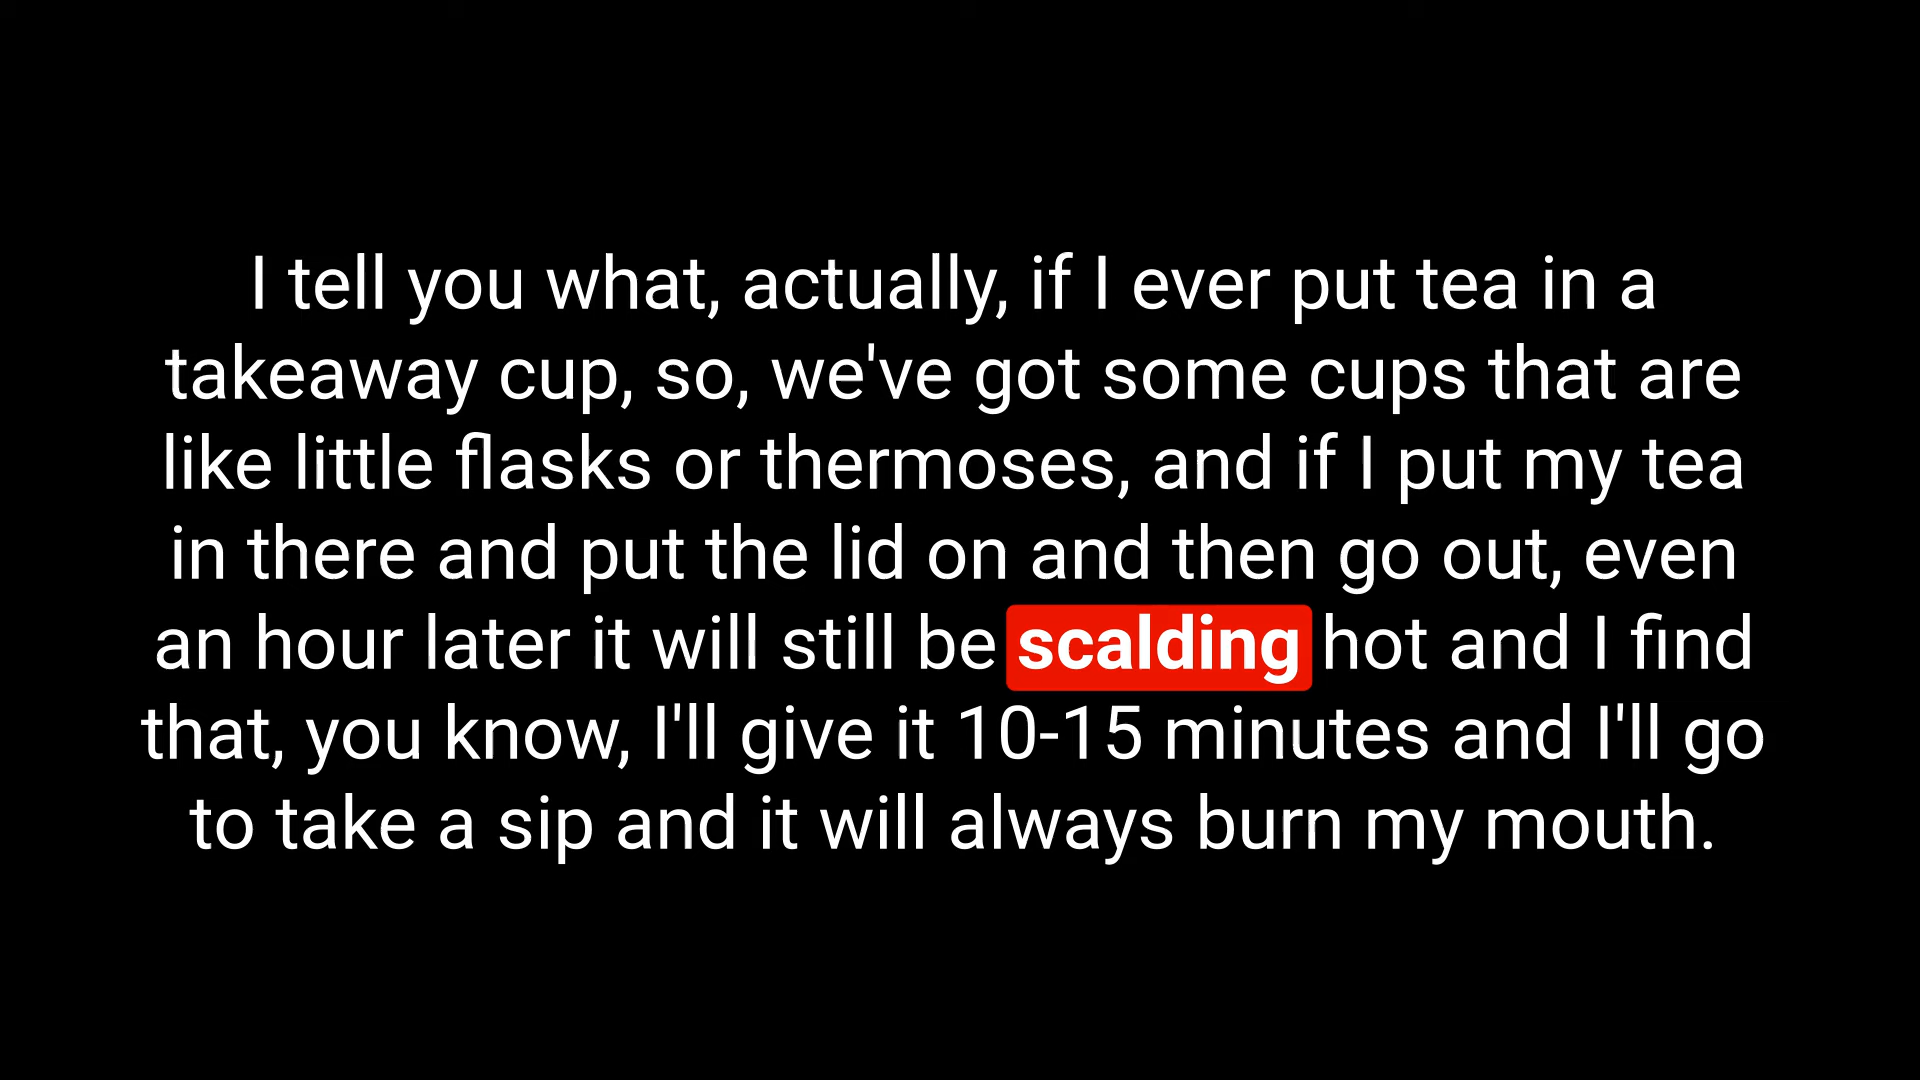 I tell you what, actually, if I ever put tea in a
takeaway cup, so, we've got some cups that are
like little flasks or thermoses, and if I put my tea
in there and put the lid on and then go out, even
an hour later it will still be scalding hot and I find
that, you know, I'll give it 10-15 minutes and I'll go
to take a sip and it will always burn my mouth.